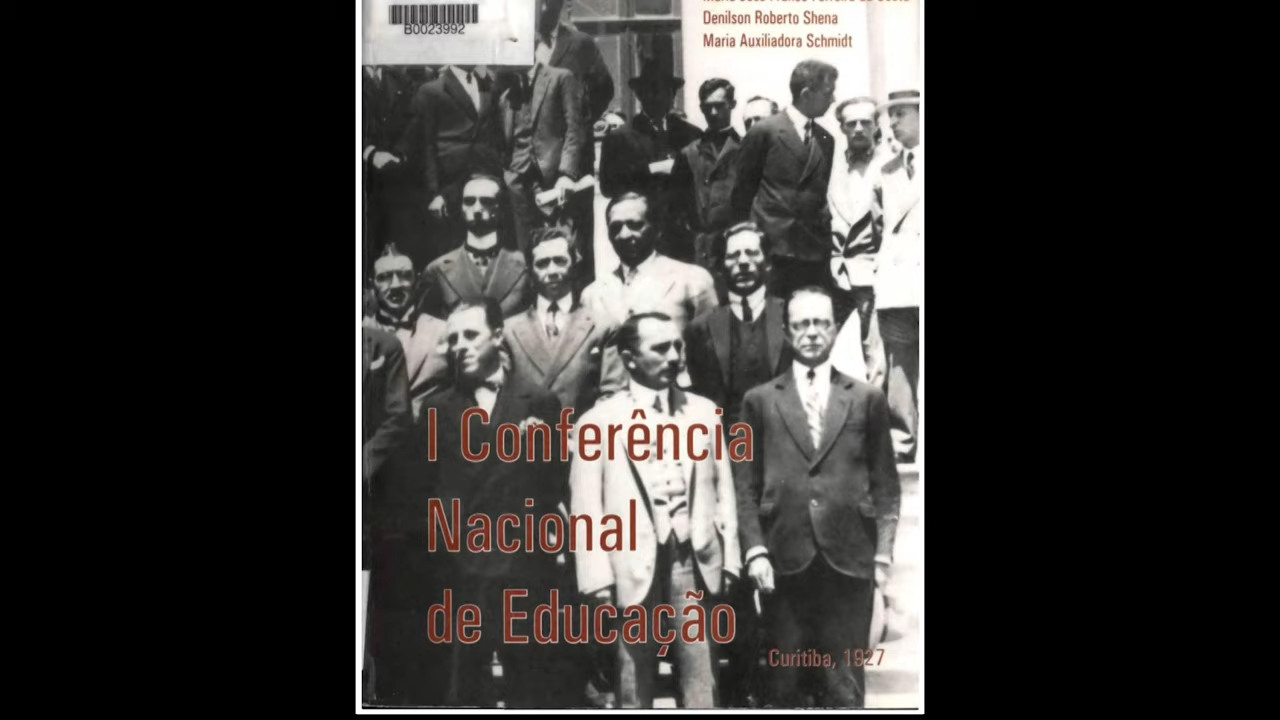 B0023992
Denilson Roberto Shena
Maria Auxiliadora Schmidt
I Conferência
Nacional
de Educação
Curitiba, 1927